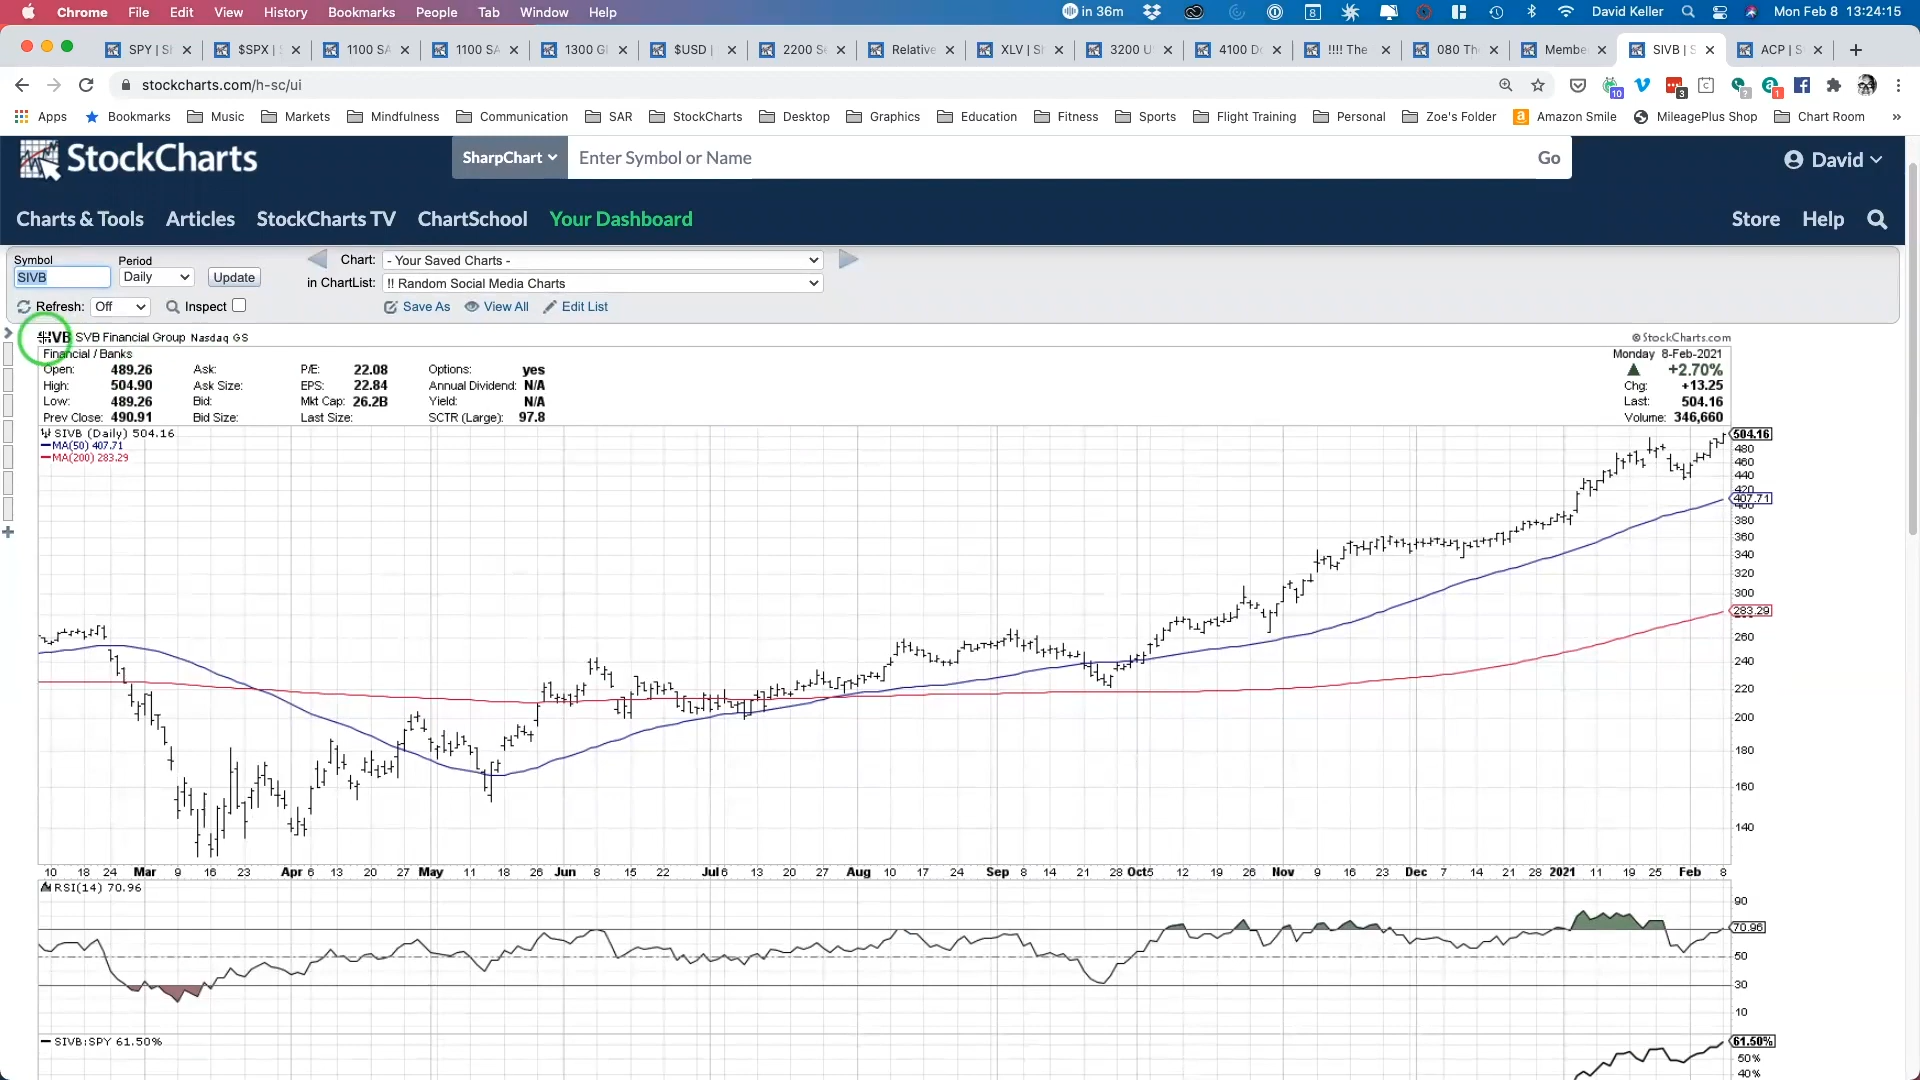 Chrome File Edit View History Bookmarks People Tab Window Help in 36m 8 David Keller Mon Feb 8 13:24:15
SPY | S $SPX | 1100 SA 1100 SA 1300 G $USD | 2200 S Relative XLV | S 3200 U 4100 D !!!! The 080 Th Membe SIVB | S ACP | S
stockcharts.com/h-sc/ui 10 3 ? 1
Apps Bookmarks Music Markets Mindfulness Communication SAR StockCharts Desktop Graphics Education Fitness Sports Flight Training Personal Zoe's Folder Amazon Smile MileagePlus Shop Chart Room »
StockCharts SharpChart Enter Symbol or Name Go David
Charts & Tools Articles StockCharts TV ChartSchool Your Dashboard Store Help
Symbol Period Chart: - Your Saved Charts -
SIVB Daily Update in ChartList: !! Random Social Media Charts
Refresh: Off Inspect Save As View All Edit List
SIVB SVB Financial Group Nasdaq GS © StockCharts.com
Financial / Banks Monday 8-Feb-2021
Open: 489.26 Ask: P/E: 22.08 Options: yes +2.70%
High: 504.90 Ask Size: EPS: 22.84 Annual Dividend: N/A Chg: +13.25
Low: 489.26 Bid: Mkt Cap: 26.2B Yield: N/A Last: 504.16
Prev Close: 490.91 Bid Size: Last Size: SCTR (Large): 97.8 Volume: 346,660
SIVB (Daily) 504.16
MA(50) 407.71
MA(200) 283.29
504.16
480
460
440
420
407.71
400
380
360
340
320
300
283.29
260
240
220
200
180
160
140
10 18 24 Mar 9 16 23 Apr 6 13 20 27 May 11 18 26 Jun 8 15 22 Jul 6 13 20 27 Aug 10 17 24 Sep 8 14 21 28 Oct 5 12 19 26 Nov 9 16 23 Dec 7 14 21 28 2021 11 19 25 Feb 8
RSI(14) 70.96
90
70.96
50
30
10
SIVB:SPY 61.50%
61.50%
50%
40%